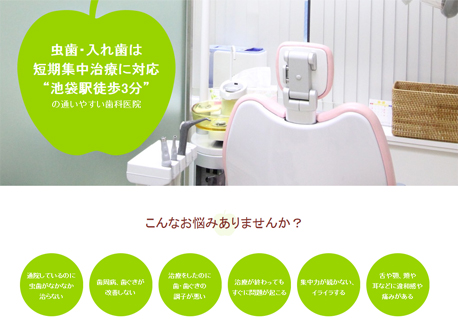 虫歯・入れ歯は
短期集中治療に対応
“池袋駅徒歩3分”
の通いやすい歯科医院
こんなお悩みありませんか？
通院しているのに
虫歯がなかなか
治らない
歯周病、歯ぐきが
改善しない
治療をしたのに
歯・歯ぐきの
調子が悪い
治療が終わっても
すぐに問題が起こる
集中力が続かない、
イライラする
舌や顎、頬や
耳などに違和感や
痛みがある